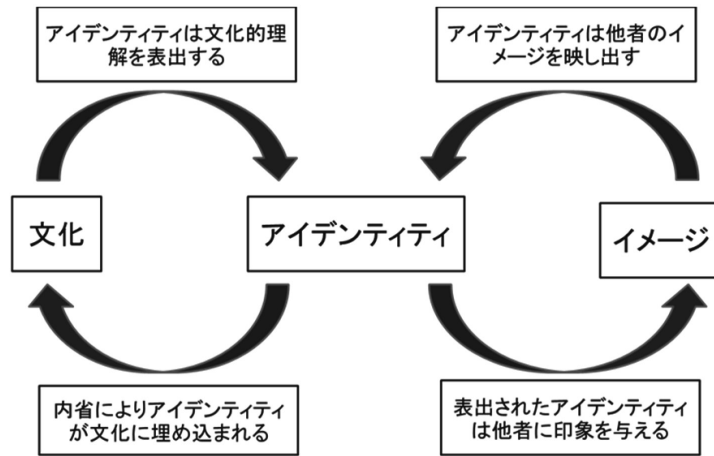 アイデンティティは文化的理
解を表出する
アイデンティティは他者のイ
メージを映し出す
文化
アイデンティティ
イメージ
内省によりアイデンティティ
が文化に埋め込まれる
表出されたアイデンティティ
は他者に印象を与える